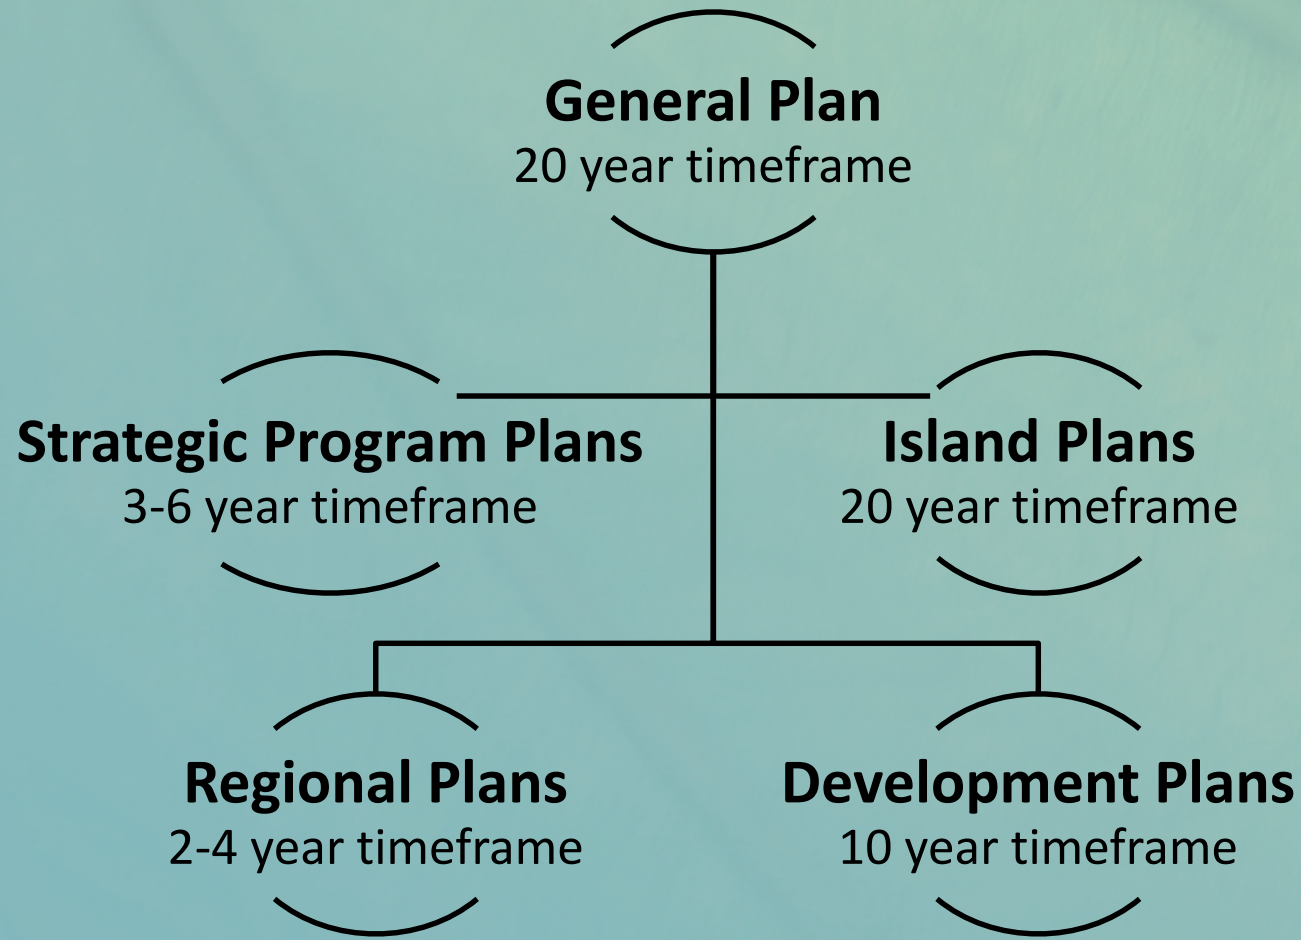 General Plan
20 year timeframe
Strategic Program Plans
3-6 year timeframe
Island Plans
20 year timeframe
Regional Plans
2-4 year timeframe
Development Plans
10 year timeframe